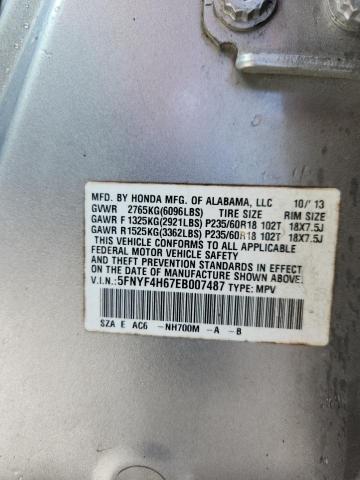 MFD. BY HONDA MFG. OF ALABAMA, LLC 10/'13
GVWR 2765KG(6096LBS) TIRE SIZE RIM SIZE
GAWR F 1325KG(2921LBS) P235/60R18 102T 18X7.5J
GAWR R 1525KG(3362LBS) P235/60R18 102T 18X7.5J
THIS VEHICLE CONFORMS TO ALL APPLICABLE
FEDERAL MOTOR VEHICLE SAFETY
AND THEFT PREVENTION STANDARDS IN EFFECT
ON THE DATE OF MANUFACTURE SHOWN ABOVE.
V.I.N.: 5FNYF4H67EB007487 TYPE: MPV
SZA E AC6 -NH700M -A -B